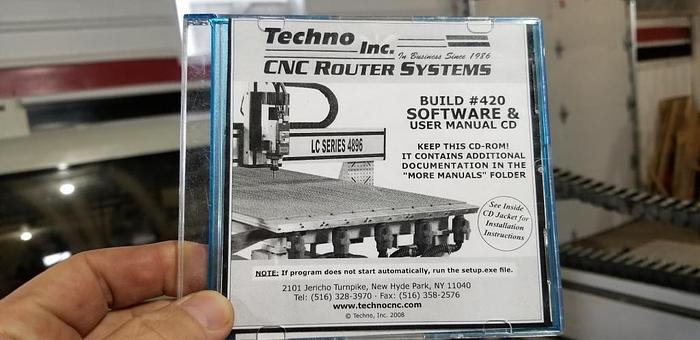 Techno Inc. In Business Since 1986
CNC ROUTER SYSTEMS
BUILD #420
SOFTWARE &
USER MANUAL CD
LC SERIES 4896
KEEP THIS CD-ROM!
IT CONTAINS ADDITIONAL
DOCUMENTATION IN THE
"MORE MANUALS" FOLDER
See Inside
CD Jacket for
Installation
Instructions
NOTE: If program does not start automatically, run the setup.exe file.
2101 Jericho Turnpike, New Hyde Park, NY 11040
Tel: (516) 328-3970 · Fax: (516) 358-2576
www.technocnc.com
© Techno, Inc. 2008